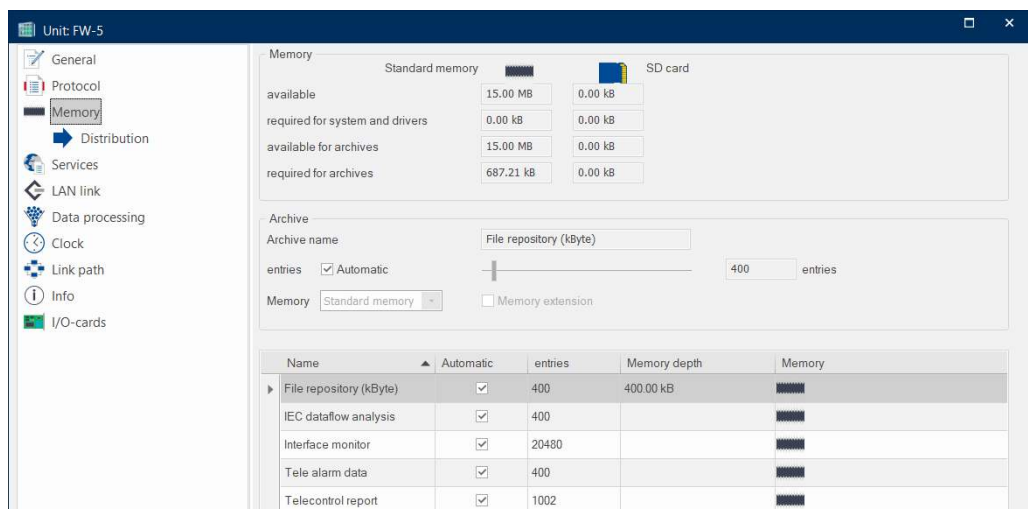 Unit: FW-5
General
Protocol
Memory
Distribution
Services
LAN link
Data processing
Clock
Link path
Info
I/O-cards
Memory
Standard memory SD card
available 15.00 MB 0.00 kB
required for system and drivers 0.00 kB 0.00 kB
available for archives 15.00 MB 0.00 kB
required for archives 687.21 kB 0.00 kB
Archive
Archive name File repository (kByte)
entries Automatic 400 entries
Memory Standard memory Memory extension
Name Automatic entries Memory depth Memory
File repository (kByte) 400 400.00 kB
IEC dataflow analysis 400
Interface monitor 20480
Tele alarm data 400
Telecontrol report 1002